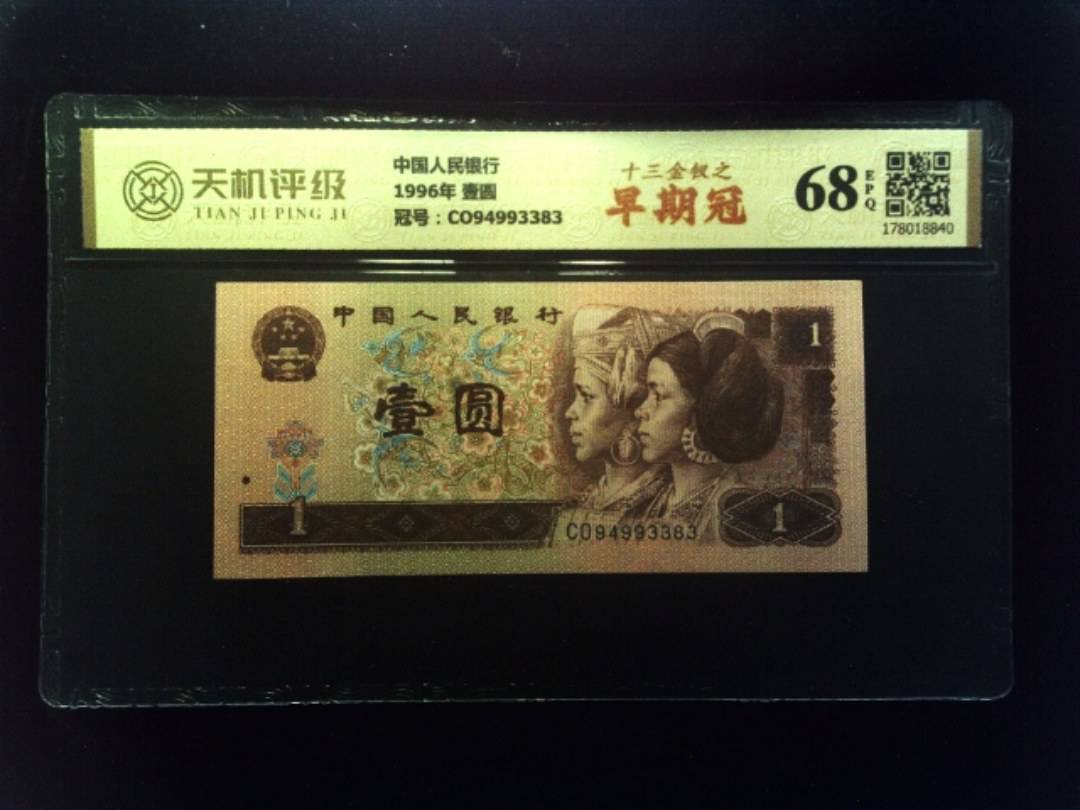 天机评级
TIAN JI PING JI
中国人民银行
1996年 壹圆
冠号：CO94993383
十三金钗之
早期冠
68
EPQ
178018840
中国人民银行
1
壹圆
1
CO94993383
1